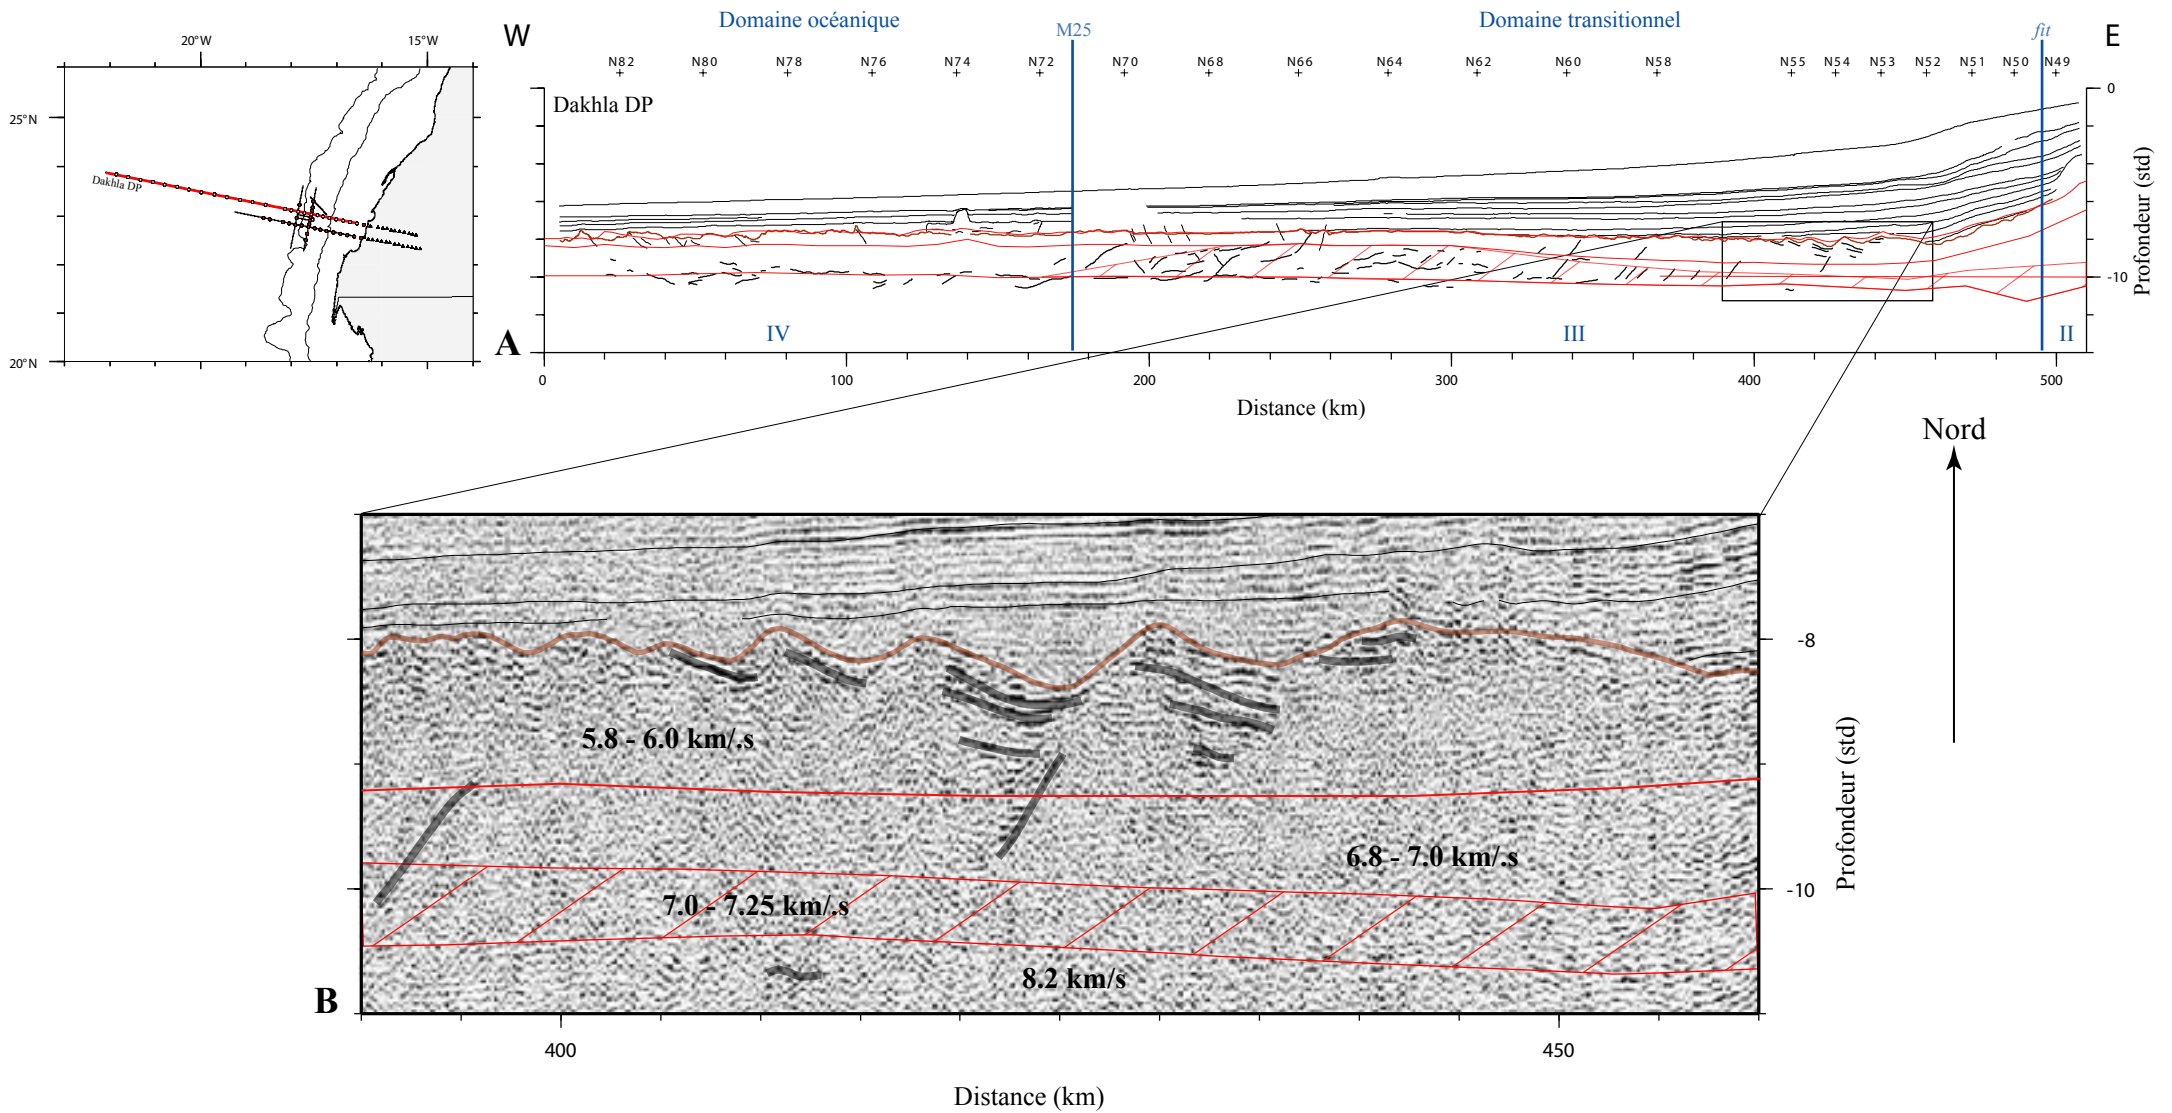 Domaine océanique
Domaine transitionnel
W
M25
fit
E
20°W
15°W
N82
N80
N78
N76
N74
N72
N70
N68
N66
N64
N62
N60
N58
N55
N54
N53
N52
N51
N50
N49
Dakhla DP
0
25°N
Dakhla DP
Profondeur (std)
-10
IV
III
II
A
20°N
0
100
200
300
400
500
Distance (km)
Nord
-8
5.8 - 6.0 km/.s
6.8 - 7.0 km/.s
Profondeur (std)
-10
7.0 - 7.25 km/.s
8.2 km/s
B
400
450
Distance (km)